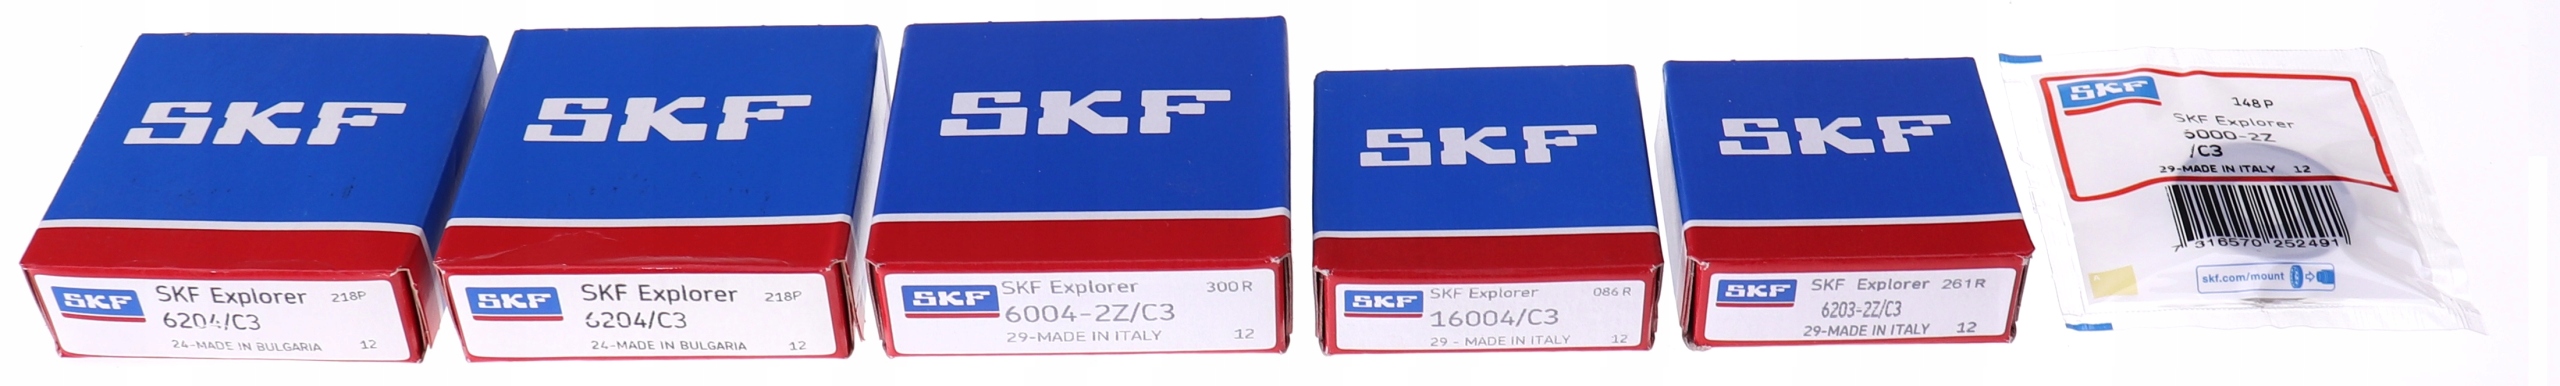 SKF
SKF
SKF Explorer 218P
6204/C3
24-MADE IN BULGARIA 12
SKF
SKF
SKF Explorer 218P
6204/C3
24-MADE IN BULGARIA 12
SKF
SKF
SKF Explorer 300R
6004-2Z/C3
29-MADE IN ITALY 12
SKF
SKF
SKF Explorer 086R
16004/C3
29 - MADE IN ITALY 12
SKF
SKF
SKF Explorer 261R
6203-2Z/C3
29-MADE IN ITALY 12
SKF
148P
SKF Explorer
6000-2Z
/C3
29-MADE IN ITALY 12
7 316570 252491
skf.com/mount